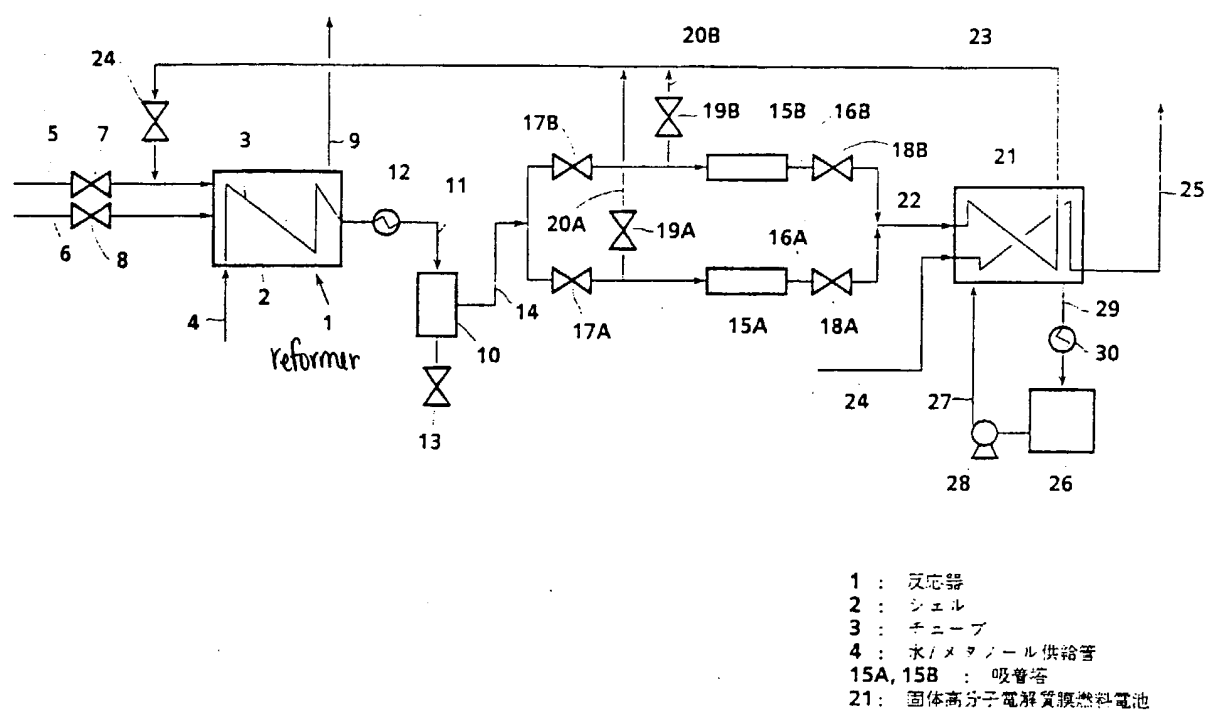 20B
23
24
5
7
3
9
17B
19B
15B
16B
12
11
18B
21
25
22
20A
19A
16A
6
8
2
4
1
14
17A
15A
18A
29
10
30
reformer
24
27
13
28
26
1 : 反応器
2 : シェル
3 : チューブ
4 : 水/メタノール供給管
15A, 15B : 吸着塔
21 : 固体高分子電解質膜燃料電池